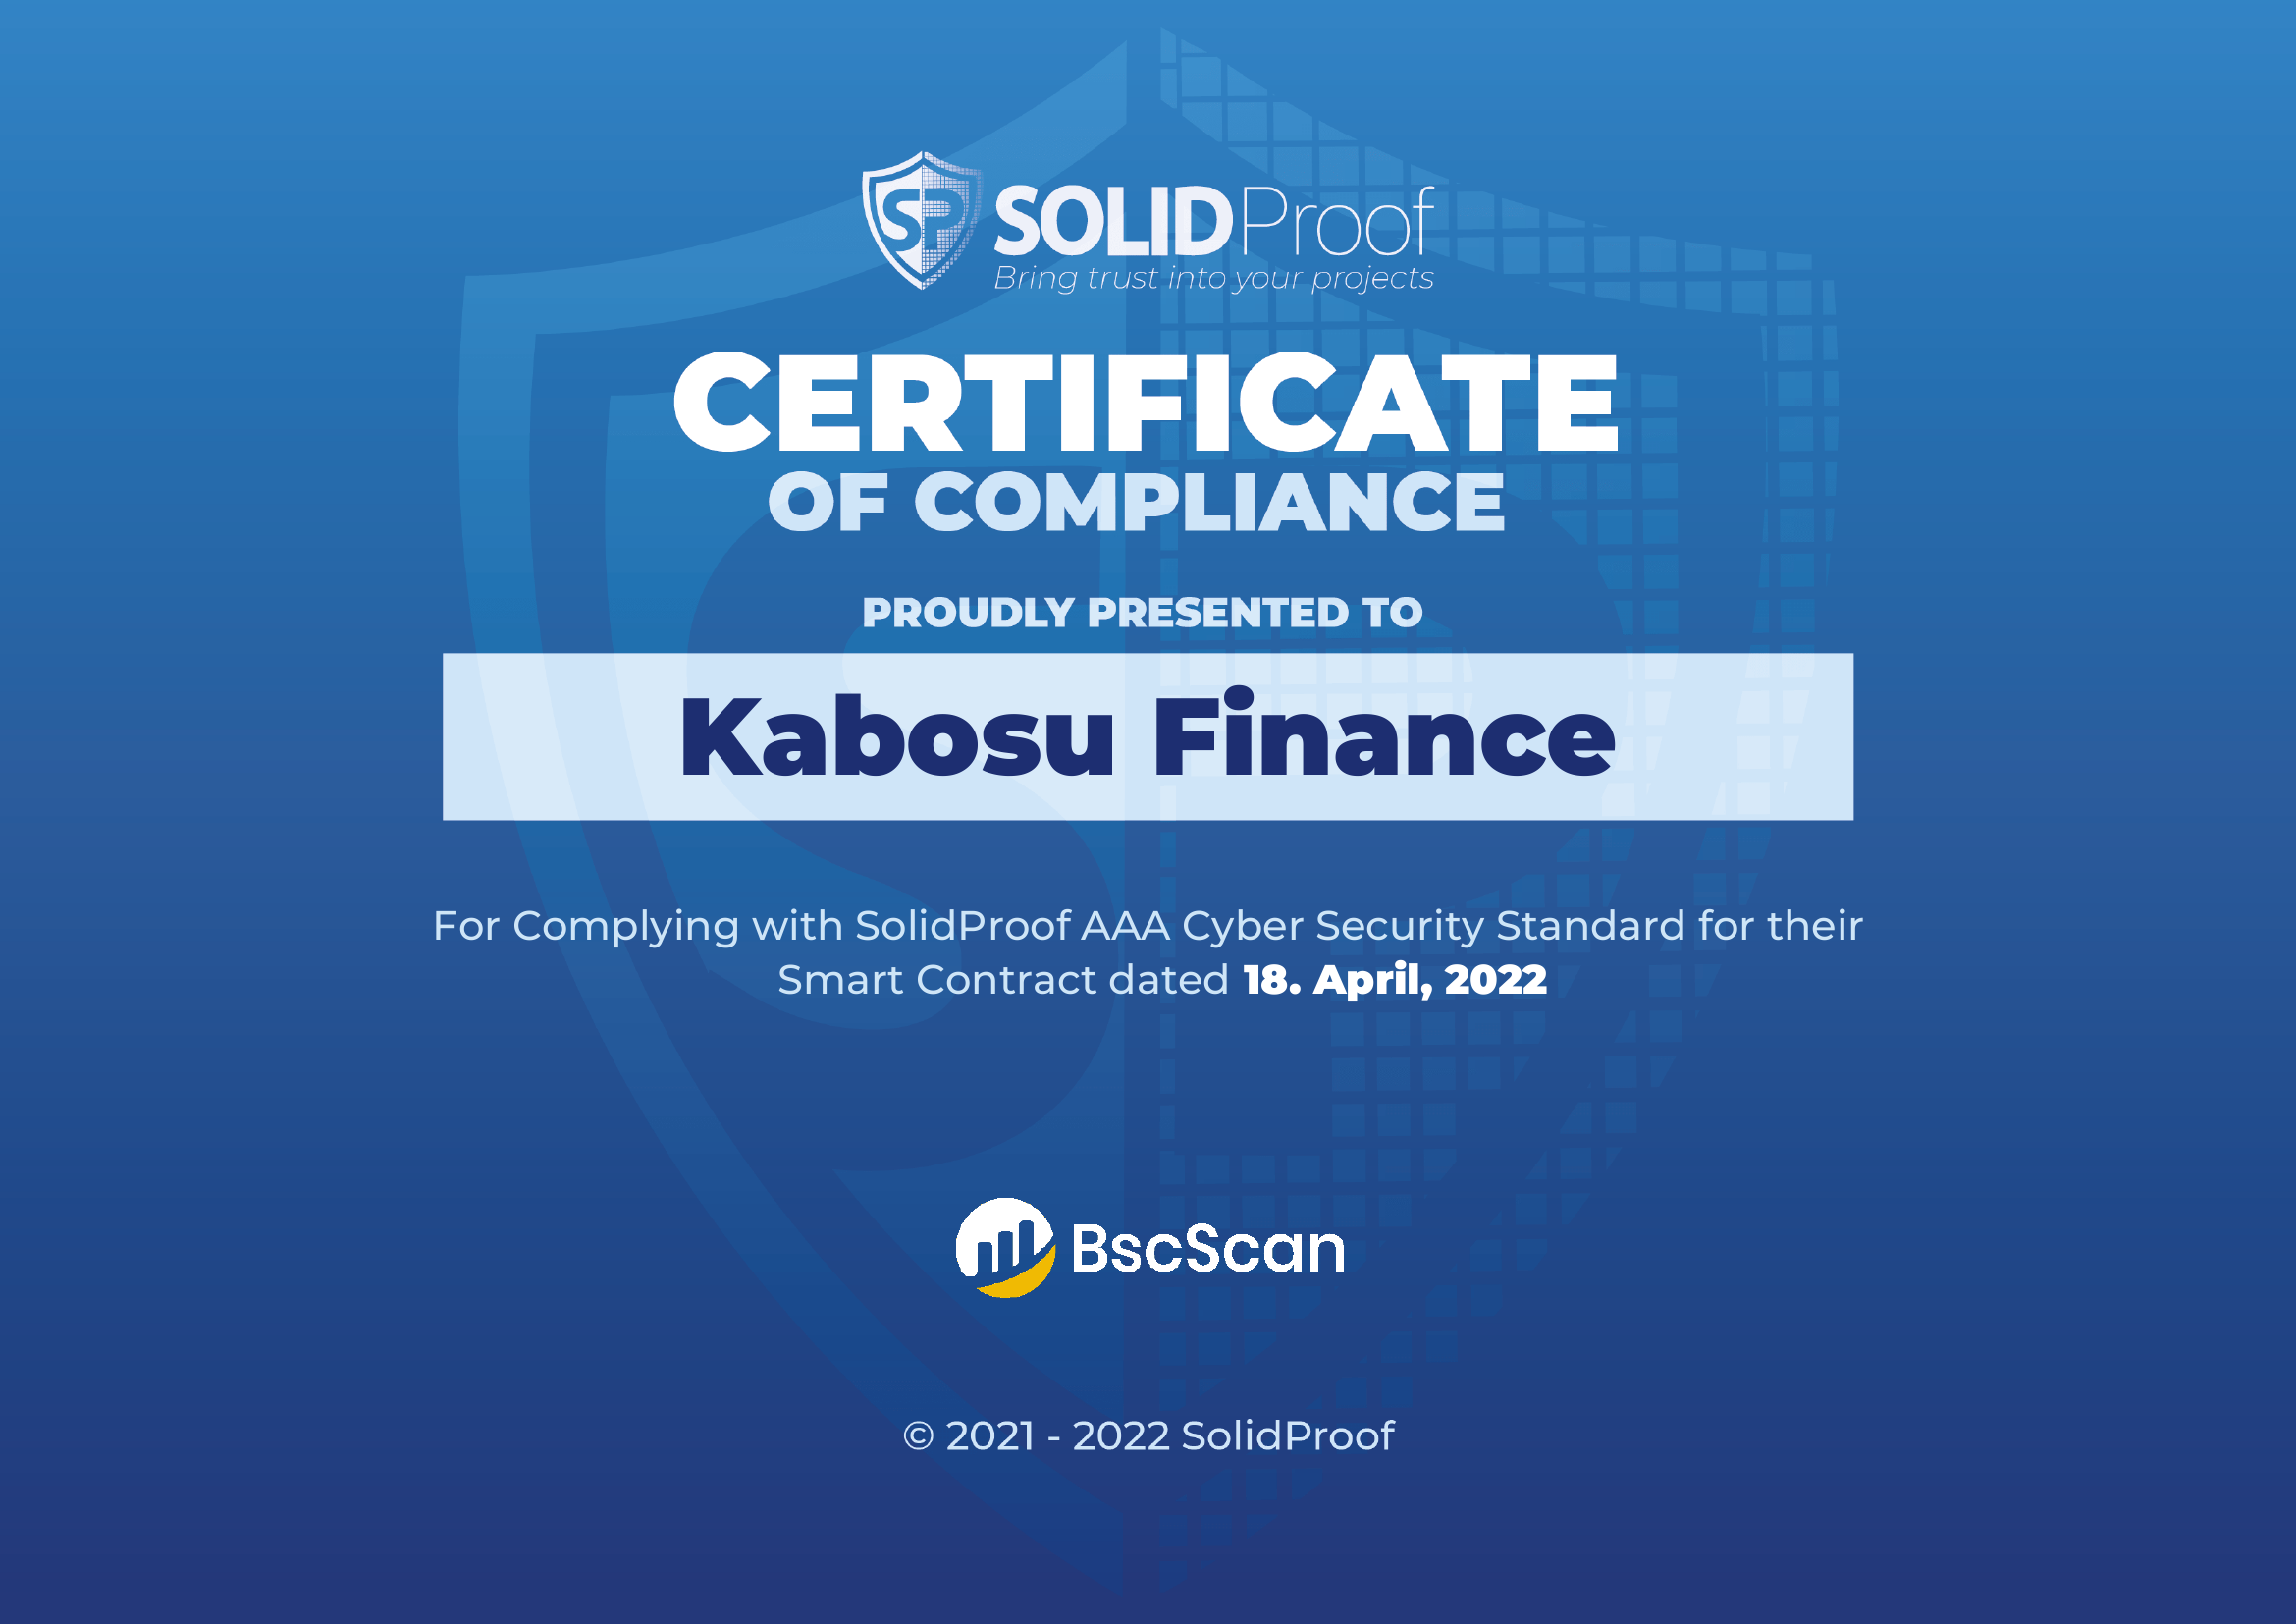 SP SOLIDProof
Bring trust into your projects
CERTIFICATE
OF COMPLIANCE
PROUDLY PRESENTED TO
Kabosu Finance
For Complying with SolidProof AAA Cyber Security Standard for their
Smart Contract dated 18. April, 2022
BscScan
© 2021 - 2022 SolidProof